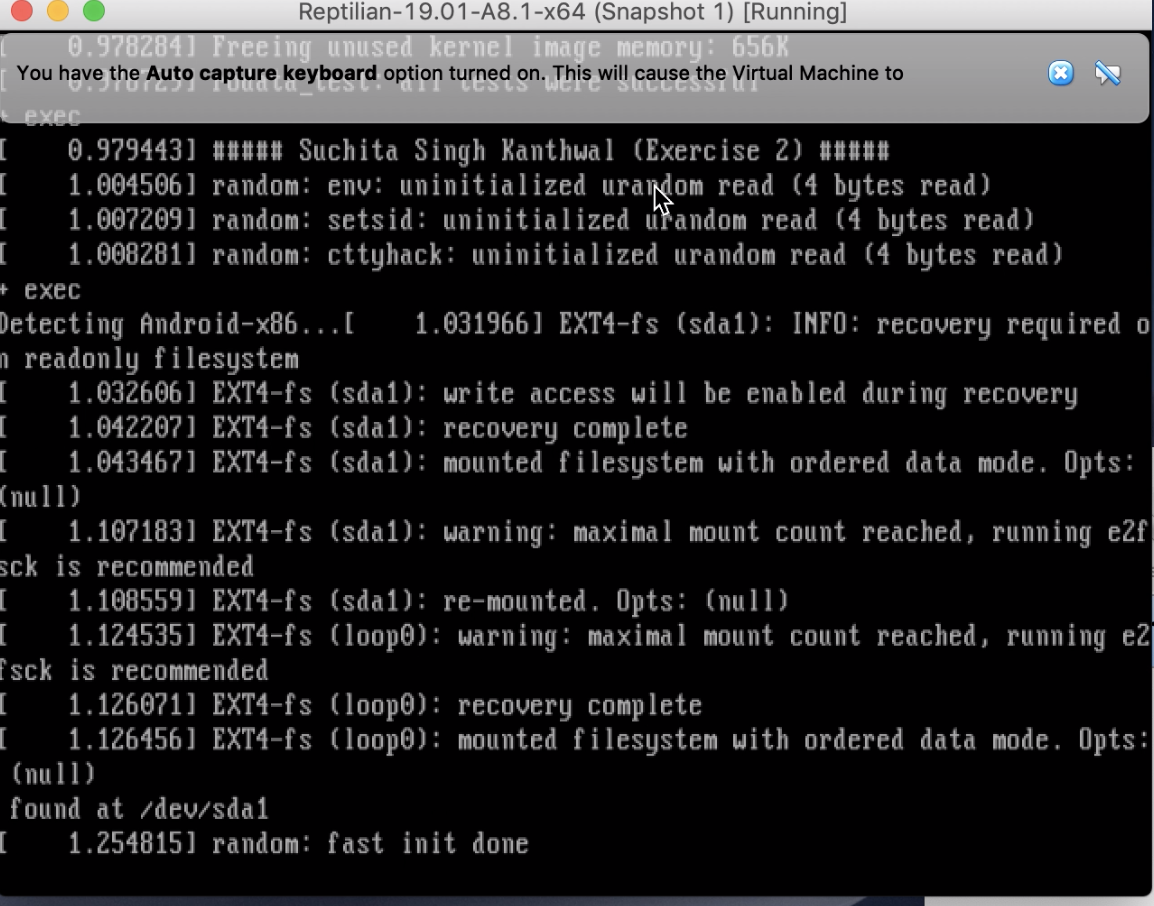 Reptilian-19.01-A8.1-x64 (Snapshot 1) [Running]
[    0.978284] Freeing unused kernel image memory: 656K
You have the Auto capture keyboard option turned on. This will cause the Virtual Machine to
[    0.978729] rodata_test: all tests were successful
+ exec
[    0.979443] ##### Suchita Singh Kanthwal (Exercise 2) #####
[    1.004506] random: env: uninitialized urandom read (4 bytes read)
[    1.007209] random: setsid: uninitialized urandom read (4 bytes read)
[    1.008281] random: cttyhack: uninitialized urandom read (4 bytes read)
+ exec
Detecting Android-x86...[    1.031966] EXT4-fs (sda1): INFO: recovery required o
n readonly filesystem
[    1.032606] EXT4-fs (sda1): write access will be enabled during recovery
[    1.042207] EXT4-fs (sda1): recovery complete
[    1.043467] EXT4-fs (sda1): mounted filesystem with ordered data mode. Opts:
(null)
[    1.107183] EXT4-fs (sda1): warning: maximal mount count reached, running e2f
sck is recommended
[    1.108559] EXT4-fs (sda1): re-mounted. Opts: (null)
[    1.124535] EXT4-fs (loop0): warning: maximal mount count reached, running e2
fsck is recommended
[    1.126071] EXT4-fs (loop0): recovery complete
[    1.126456] EXT4-fs (loop0): mounted filesystem with ordered data mode. Opts:
(null)
found at /dev/sda1
[    1.254815] random: fast init done